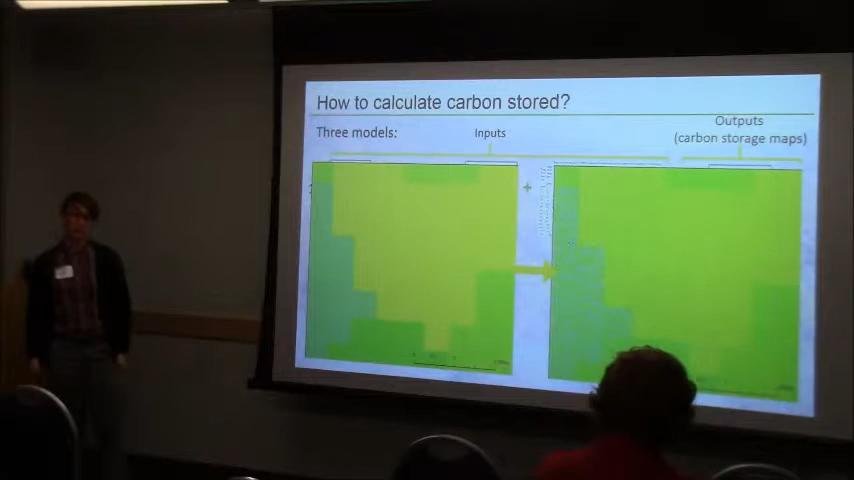 How to calculate carbon stored?
Three models:
Inputs
Outputs
(carbon storage maps)
+